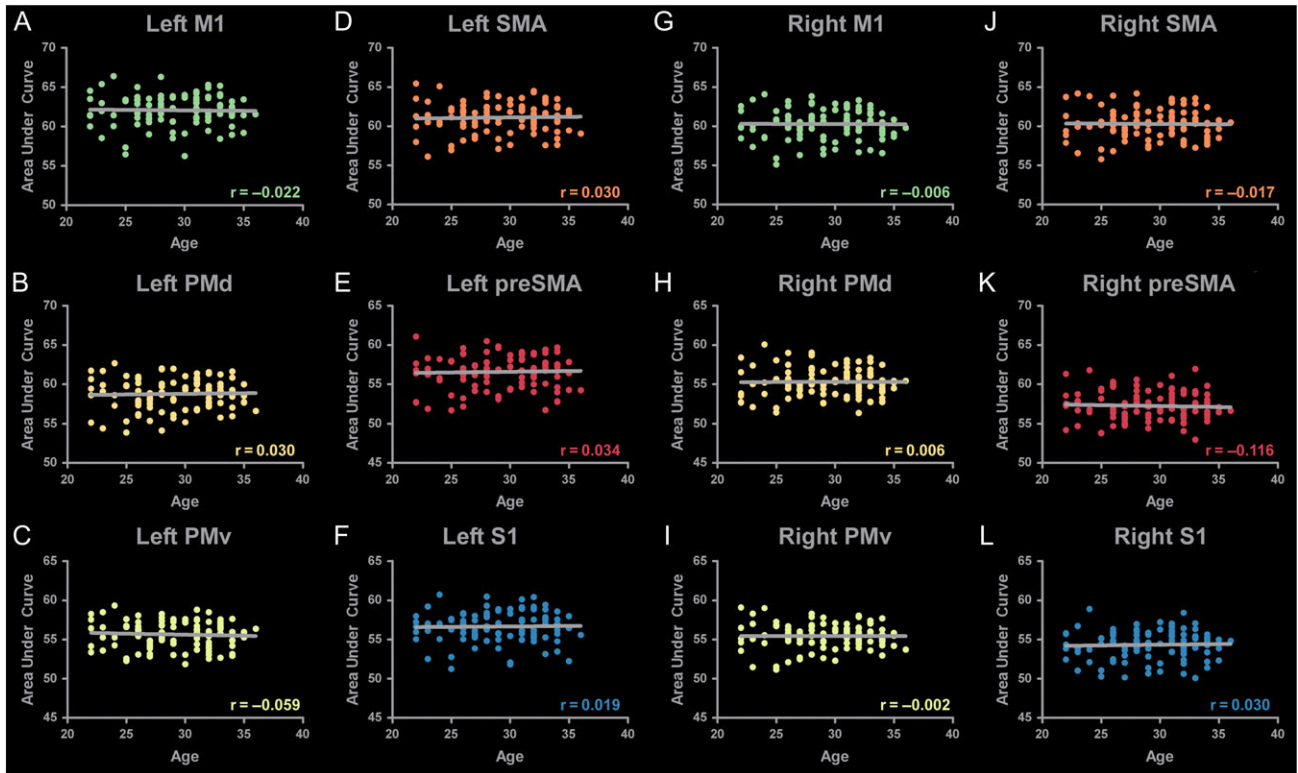 A Left M1
Area Under Curve
70
65
60
55
50
r = –0.022
20 25 30 35 40
Age
D Left SMA
Area Under Curve
70
65
60
55
50
r = 0.030
20 25 30 35 40
Age
G Right M1
Area Under Curve
70
65
60
55
50
r = –0.006
20 25 30 35 40
Age
J Right SMA
Area Under Curve
70
65
60
55
50
r = –0.017
20 25 30 35 40
Age
B Left PMd
Area Under Curve
70
65
60
55
50
r = 0.030
20 25 30 35 40
Age
E Left preSMA
Area Under Curve
65
60
55
50
45
r = 0.034
20 25 30 35 40
Age
H Right PMd
Area Under Curve
65
60
55
50
45
r = 0.006
20 25 30 35 40
Age
K Right preSMA
Area Under Curve
70
65
60
55
50
r = –0.116
20 25 30 35 40
Age
C Left PMv
Area Under Curve
65
60
55
50
45
r = –0.059
20 25 30 35 40
Age
F Left S1
Area Under Curve
65
60
55
50
45
r = 0.019
20 25 30 35 40
Age
I Right PMv
Area Under Curve
65
60
55
50
45
r = –0.002
20 25 30 35 40
Age
L Right S1
Area Under Curve
65
60
55
50
45
r = 0.030
20 25 30 35 40
Age